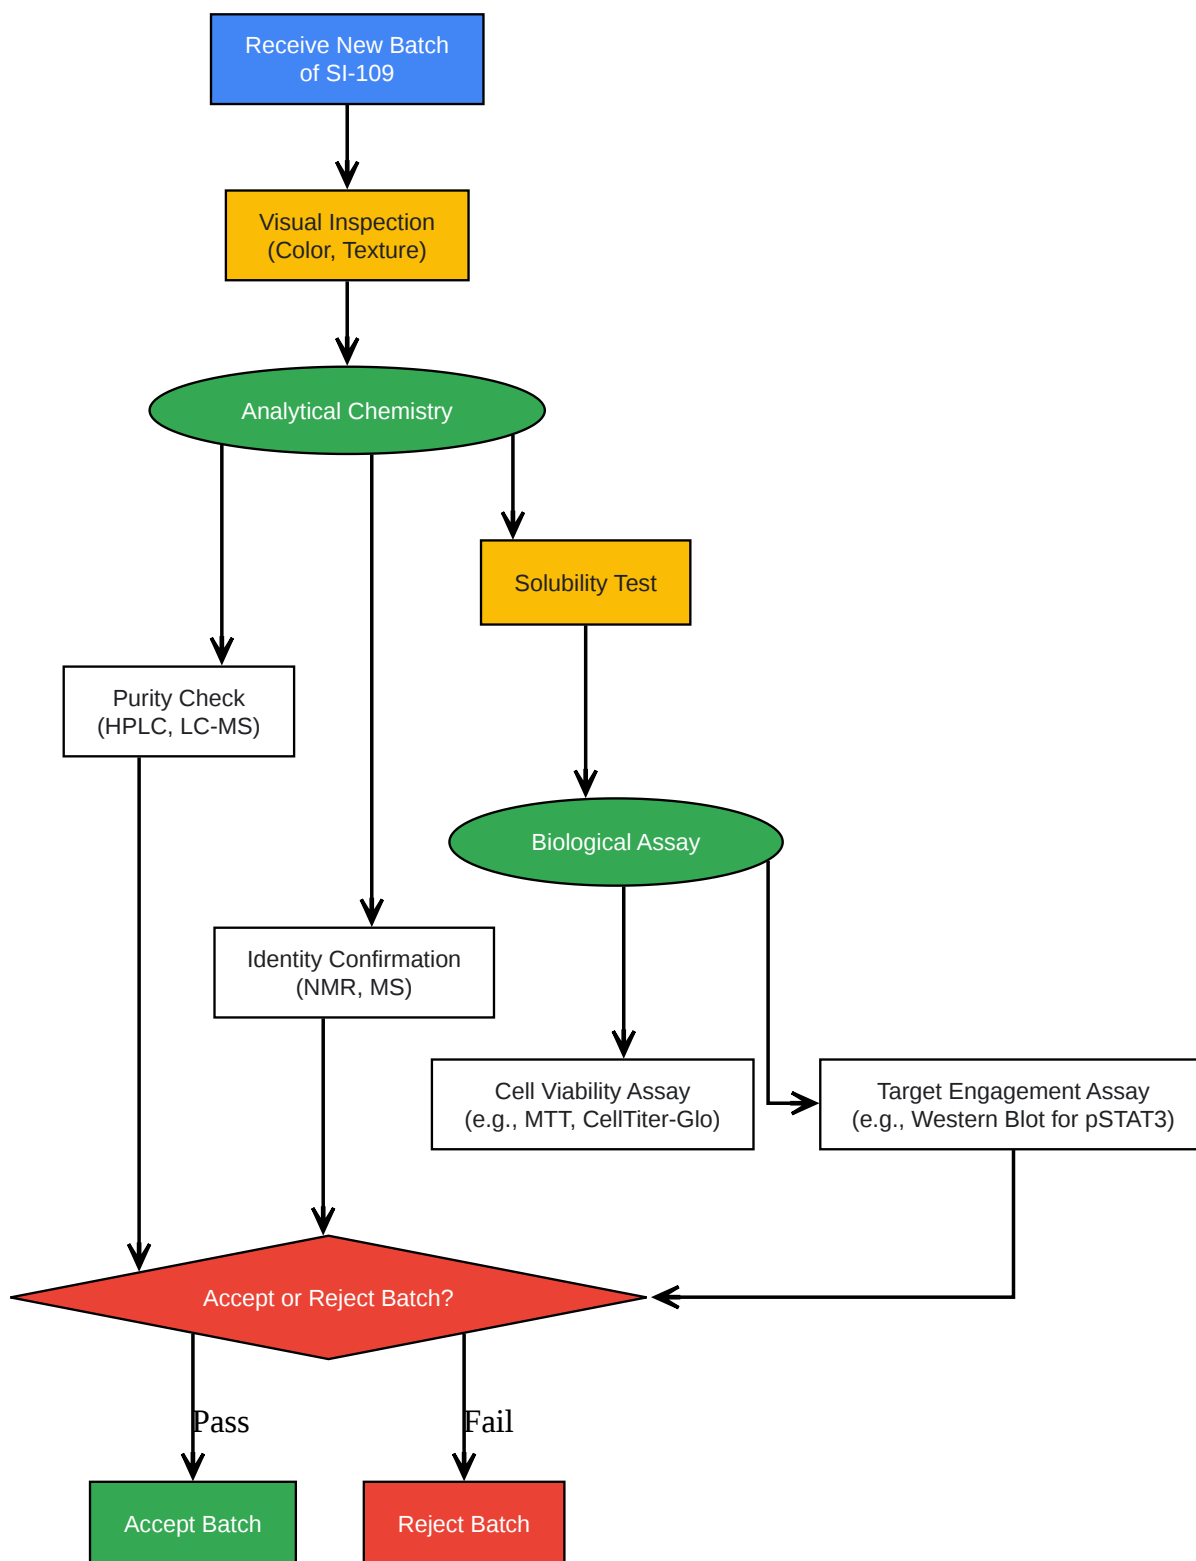 Receive New Batch
of SI-109
Visual Inspection
(Color, Texture)
Analytical Chemistry
Solubility Test
Purity Check
(HPLC, LC-MS)
Biological Assay
Identity Confirmation
(NMR, MS)
Cell Viability Assay
(e.g., MTT, CellTiter-Glo)
Target Engagement Assay
(e.g., Western Blot for pSTAT3)
Accept or Reject Batch?
Pass
Fail
Accept Batch
Reject Batch